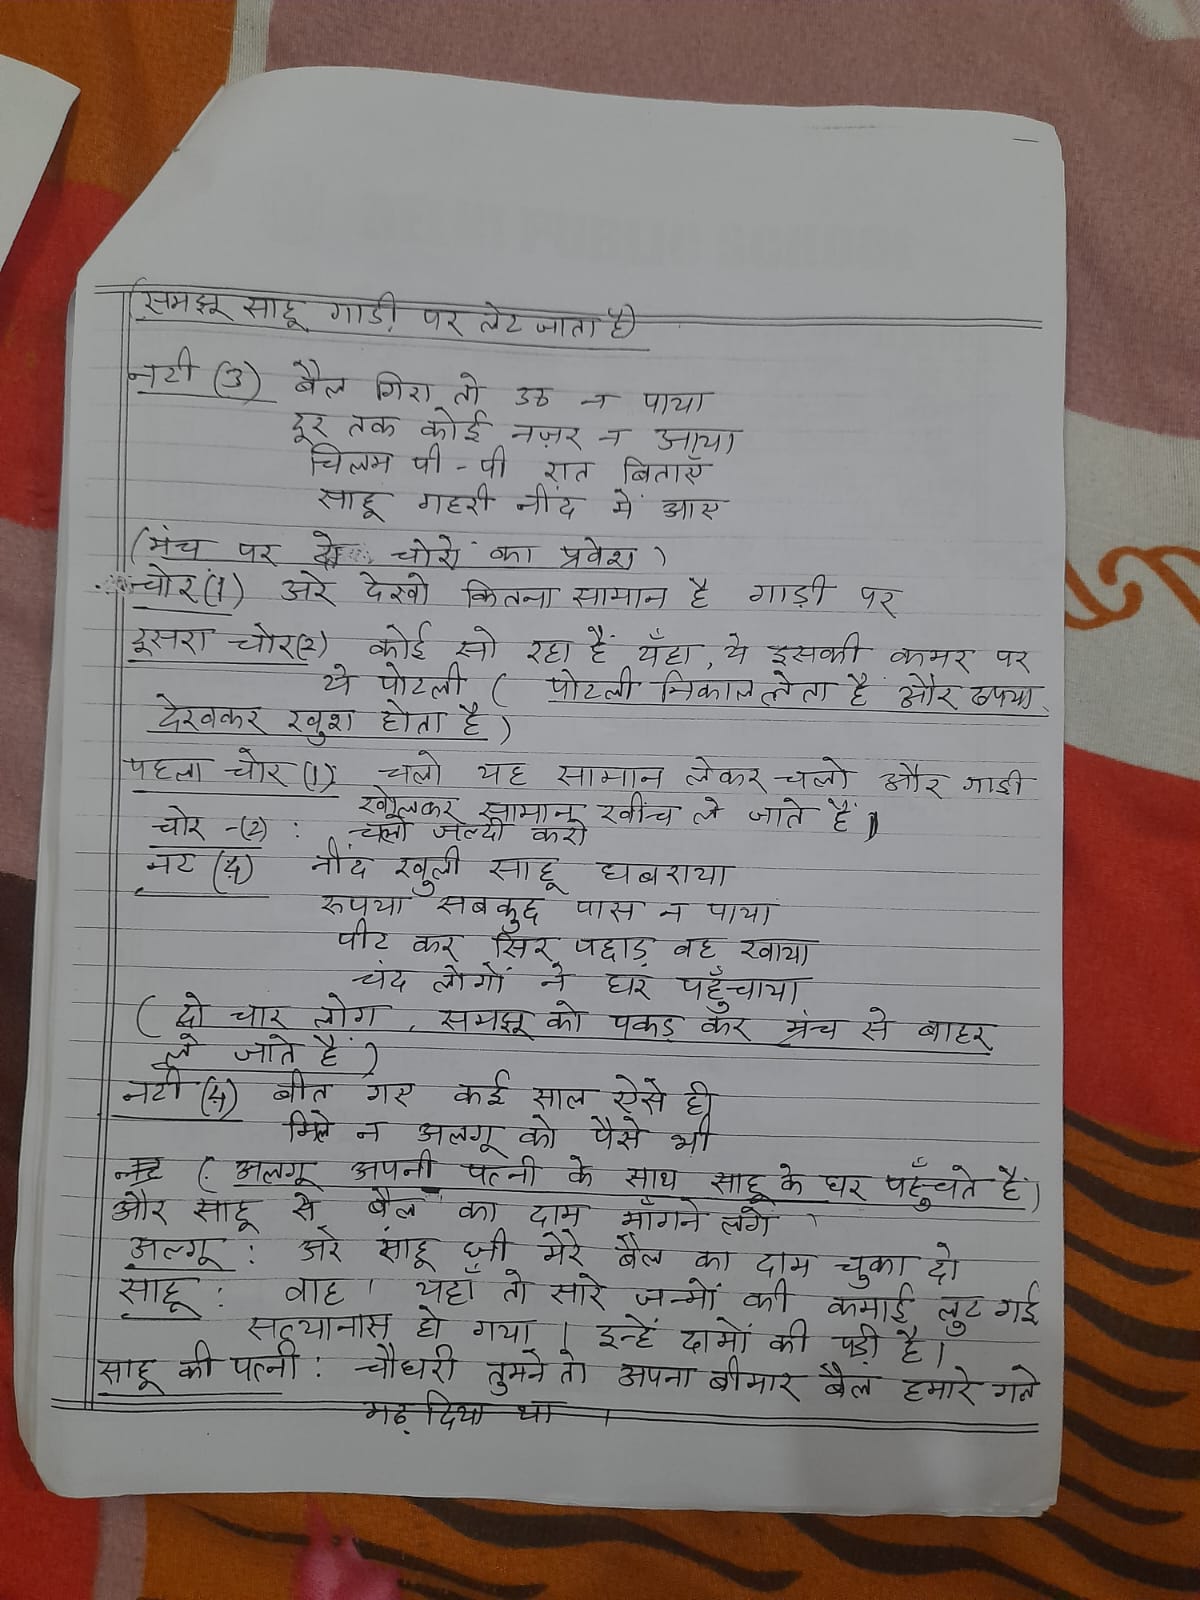 (समझू साहू गाडी पर लेट जाता है)
नटी (3) बैल गिरा तो उठ न पाया
दूर तक कोई नज़र न आया
चिलम पी - पी रात बिताएँ
साहू गहरी नींद में आए
(मंच पर दो चोरों का प्रवेश)
चोर(1) अरे देखो कितना सामान है गाड़ी पर
दूसरा चोर(2) कोई सो रहा हैं यँहा, ये इसकी कमर पर
ये पोटली ( पोटली निकाल लेता है और रुपया
देखकर खुश होता है)
पहला चोर(1) चलो यह सामान लेकर चलो और गाडी
खोलकर सामान खींच ले जाते हैं)
चोर -(2) : चलो जल्दी करो
नट (4) नींद खुली साहू घबराया
रुपया सबकुछ पास न पाया
पीट कर सिर पछाड़ वह खाया
चंद लोगों ने घर पहुँचाया
( दो चार लोग, समझू को पकड़ कर मंच से बाहर
ले जाते हैं)
नटी (4) बीत गए कई साल ऐसे ही
मिले न अलगू को पैसे भी
नट ( अलगू अपनी पत्नी के साथ साहू के घर पहुँचते हैं)
और साहू से बैल का दाम माँगने लगे ।
अल्गू : अरे साहू जी मेरे बैल का दाम चुका दो
साहू : वाह ! यहाँ तो सारे जन्मों की कमाई लुट गई
सत्यानास हो गया । इन्हें दामों की पड़ी है।
साहू की पत्नी : चौधरी तुमने तो अपना बीमार बैल हमारे गले
मढ़ दिया था ।